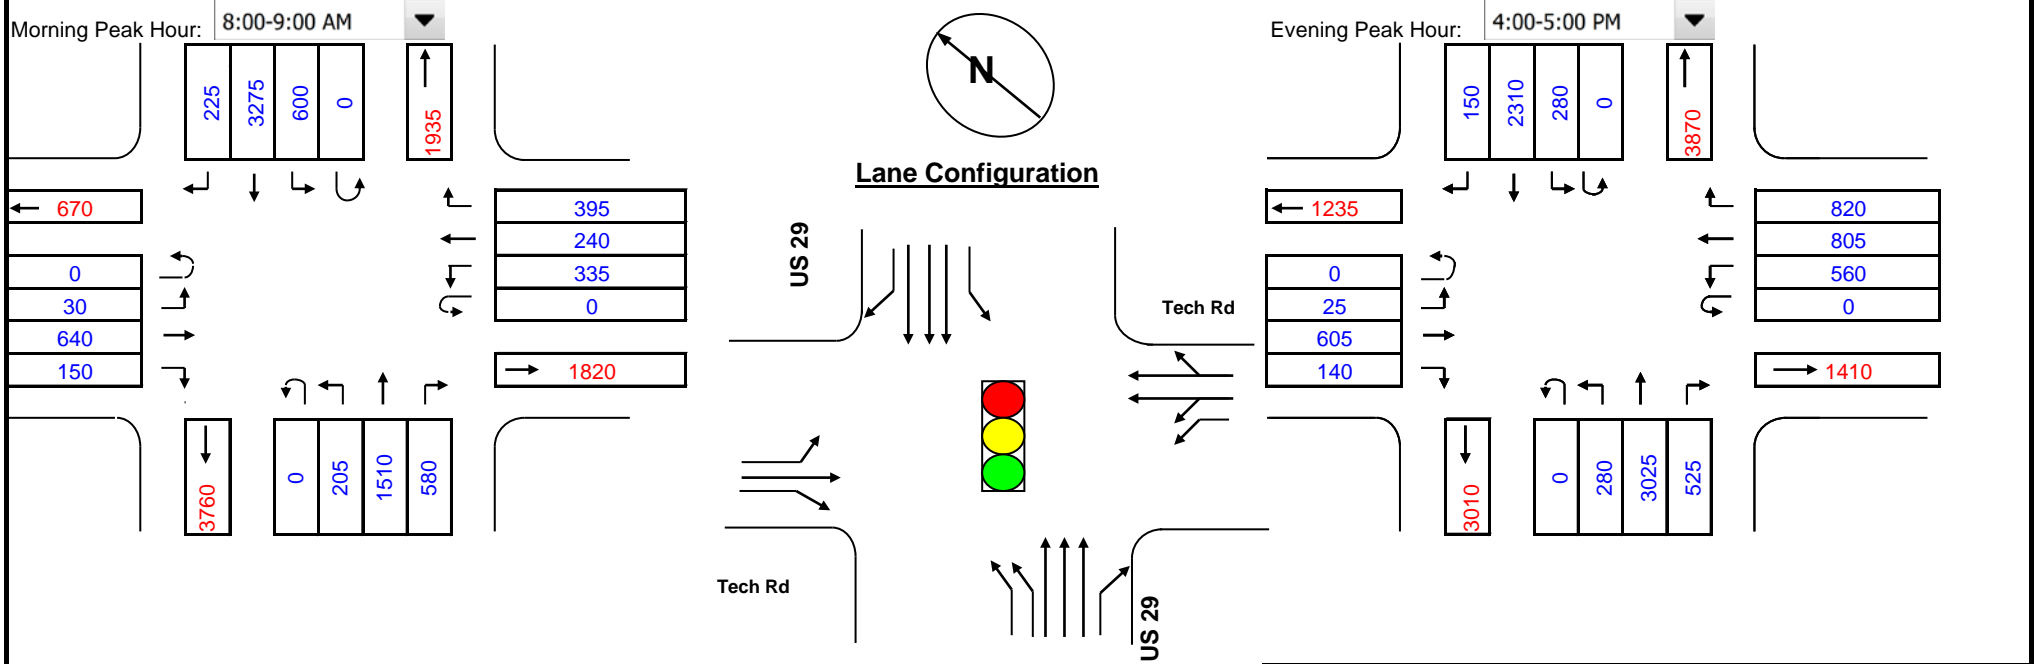 Morning Peak Hour: 8:00-9:00 AM
225 3275 600 0 1935
670
0
30
640
150
395
240
335
0
1820
3760
0 205 1510 580
N
Lane Configuration
US 29
Tech Rd
Tech Rd
US 29
Evening Peak Hour: 4:00-5:00 PM
150 2310 280 0 3870
1235
0
25
605
140
820
805
560
0
1410
3010
0 280 3025 525